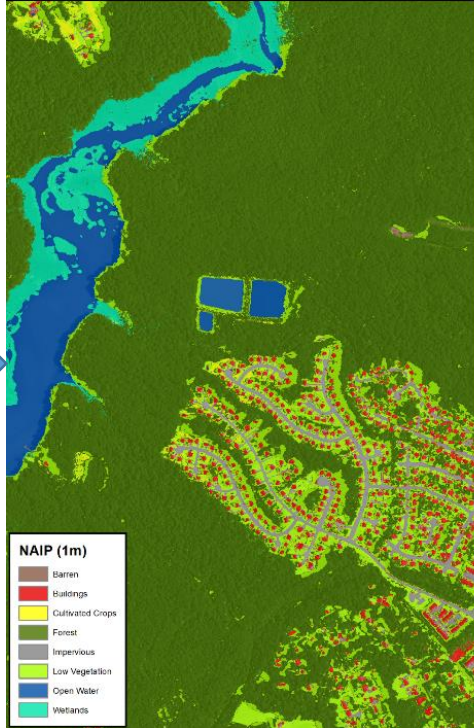 NAIP (1m)
Barren
Buildings
Cultivated Crops
Forest
Impervious
Low Vegetation
Open Water
Wetlands